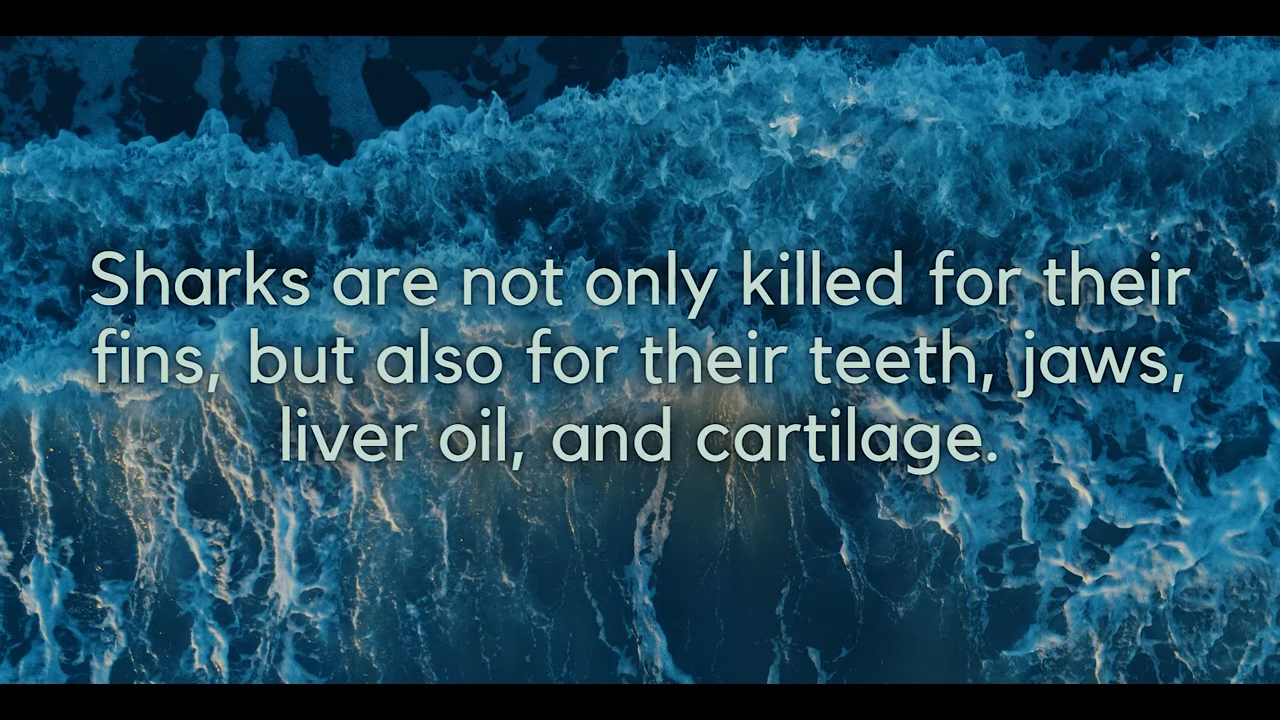 Sharks are not only killed for their
fins, but also for their teeth, jaws,
liver oil, and cartilage.